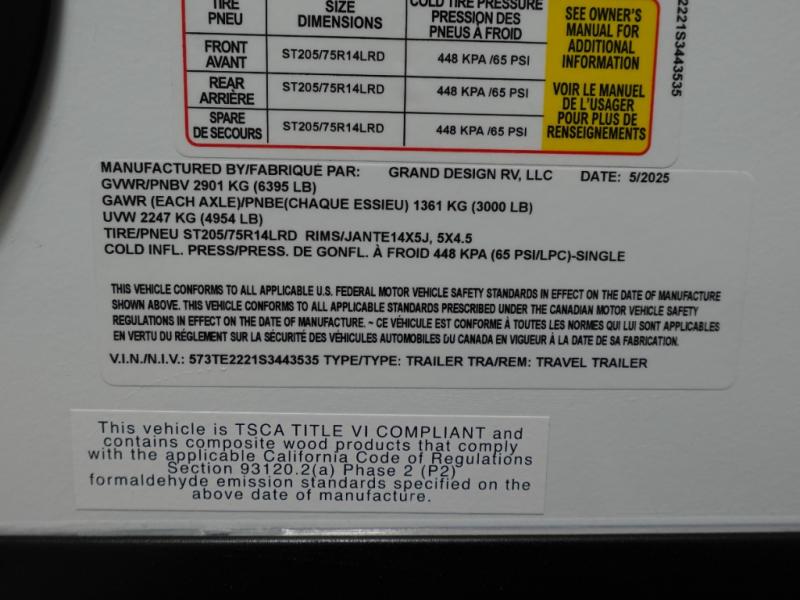 TIRE
PNEU
SIZE
DIMENSIONS
COLD TIRE PRESSURE
PRESSION DES
PNEUS À FROID
SEE OWNER'S
MANUAL FOR
ADDITIONAL
INFORMATION
FRONT
AVANT
ST205/75R14LRD
448 KPA /65 PSI
REAR
ARRIÈRE
ST205/75R14LRD
448 KPA /65 PSI
VOIR LE MANUEL
DE L'USAGER
POUR PLUS DE
RENSEIGNEMENTS
SPARE
DE SECOURS
ST205/75R14LRD
448 KPA /65 PSI
2221S3443535
MANUFACTURED BY/FABRIQUÉ PAR: GRAND DESIGN RV, LLC DATE: 5/2025
GVWR/PNBV 2901 KG (6395 LB)
GAWR (EACH AXLE)/PNBE(CHAQUE ESSIEU) 1361 KG (3000 LB)
UVW 2247 KG (4954 LB)
TIRE/PNEU ST205/75R14LRD RIMS/JANTE14X5J, 5X4.5
COLD INFL. PRESS/PRESS. DE GONFL. À FROID 448 KPA (65 PSI/LPC)-SINGLE
THIS VEHICLE CONFORMS TO ALL APPLICABLE U.S. FEDERAL MOTOR VEHICLE SAFETY STANDARDS IN EFFECT ON THE DATE OF MANUFACTURE
SHOWN ABOVE. THIS VEHICLE CONFORMS TO ALL APPLICABLE STANDARDS PRESCRIBED UNDER THE CANADIAN MOTOR VEHICLE SAFETY
REGULATIONS IN EFFECT ON THE DATE OF MANUFACTURE. ~ CE VÉHICULE EST CONFORME À TOUTES LES NORMES QUI LUI SONT APPLICABLES
EN VERTU DU RÉGLEMENT SUR LA SÉCURITÉ DES VÉHICULES AUTOMOBILES DU CANADA EN VIGUEUR À LA DATE DE SA FABRICATION.
V.I.N./N.I.V.: 573TE2221S3443535 TYPE/TYPE: TRAILER TRA/REM: TRAVEL TRAILER
This vehicle is TSCA TITLE VI COMPLIANT and
contains composite wood products that comply
with the applicable California Code of Regulations
Section 93120.2(a) Phase 2 (P2)
formaldehyde emission standards specified on the
above date of manufacture.